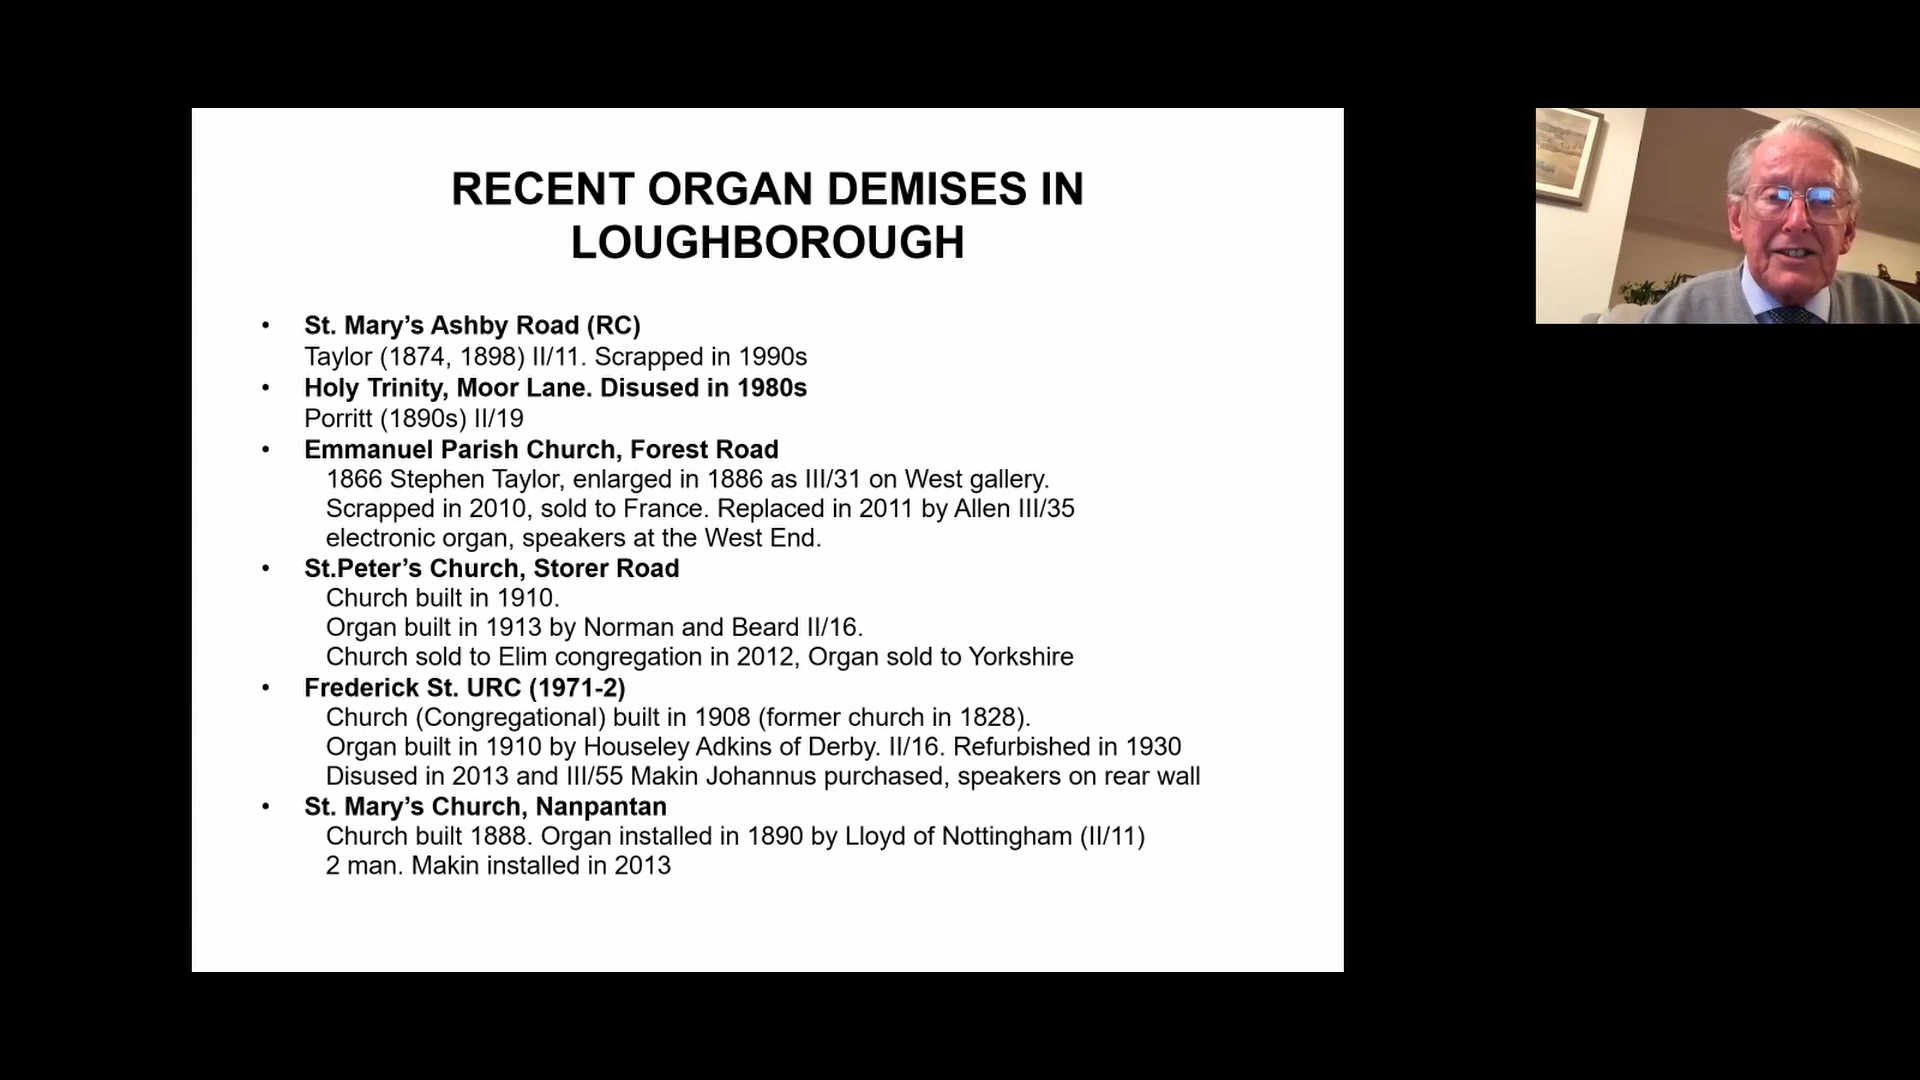 RECENT ORGAN DEMISES IN
LOUGHBOROUGH
• St. Mary’s Ashby Road (RC)
Taylor (1874, 1898) II/11. Scrapped in 1990s
• Holy Trinity, Moor Lane. Disused in 1980s
Porritt (1890s) II/19
• Emmanuel Parish Church, Forest Road
1866 Stephen Taylor, enlarged in 1886 as III/31 on West gallery.
Scrapped in 2010, sold to France. Replaced in 2011 by Allen III/35
electronic organ, speakers at the West End.
• St.Peter’s Church, Storer Road
Church built in 1910.
Organ built in 1913 by Norman and Beard II/16.
Church sold to Elim congregation in 2012, Organ sold to Yorkshire
• Frederick St. URC (1971-2)
Church (Congregational) built in 1908 (former church in 1828).
Organ built in 1910 by Houseley Adkins of Derby. II/16. Refurbished in 1930
Disused in 2013 and III/55 Makin Johannus purchased, speakers on rear wall
• St. Mary’s Church, Nanpantan
Church built 1888. Organ installed in 1890 by Lloyd of Nottingham (II/11)
2 man. Makin installed in 2013